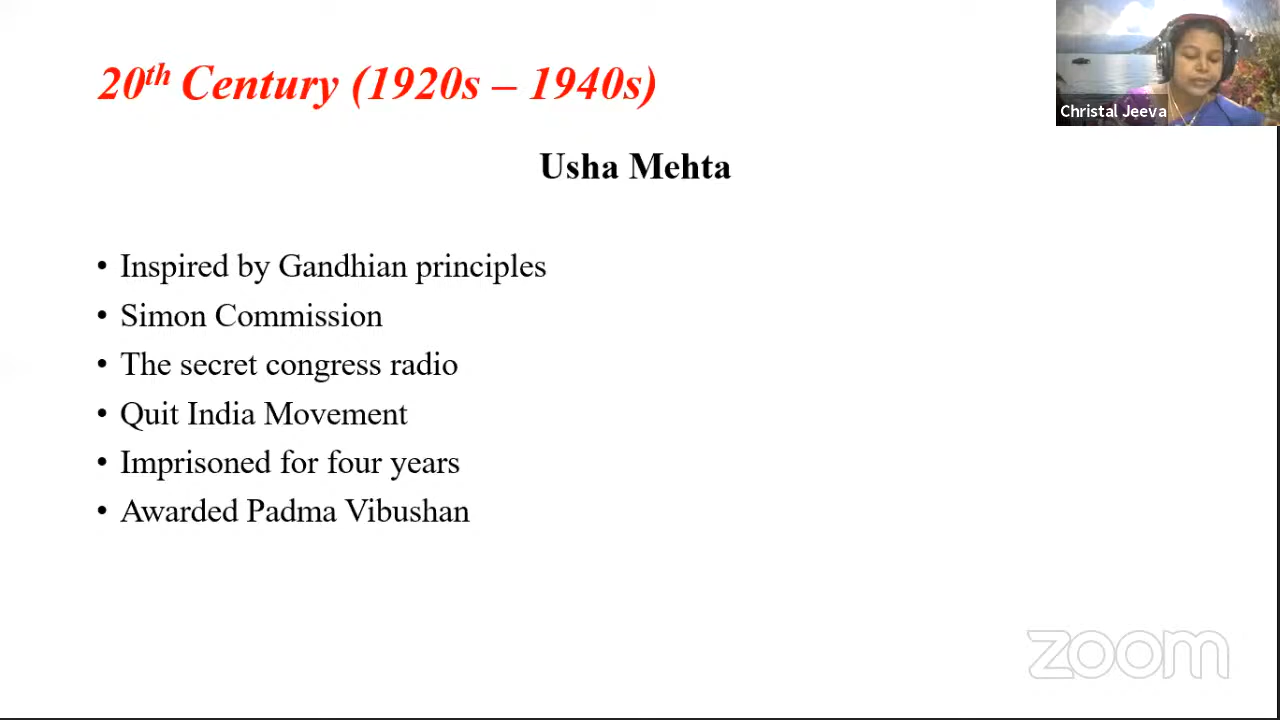 20th Century (1920s – 1940s)
Christal Jeeva
Usha Mehta
• Inspired by Gandhian principles
• Simon Commission
• The secret congress radio
• Quit India Movement
• Imprisoned for four years
• Awarded Padma Vibushan
zoom